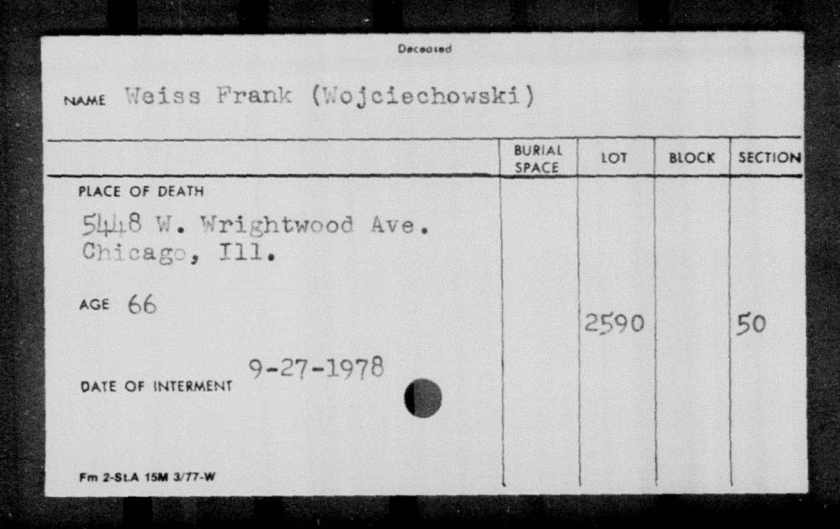 Deceased
NAME Weiss Frank (Wojciechowski)
BURIAL SPACE LOT BLOCK SECTION
PLACE OF DEATH
5448 W. Wrightwood Ave.
Chicago, Ill.
AGE 66
2590 50
DATE OF INTERMENT 9-27-1978
Fm 2-St.A 15M 3/77-W